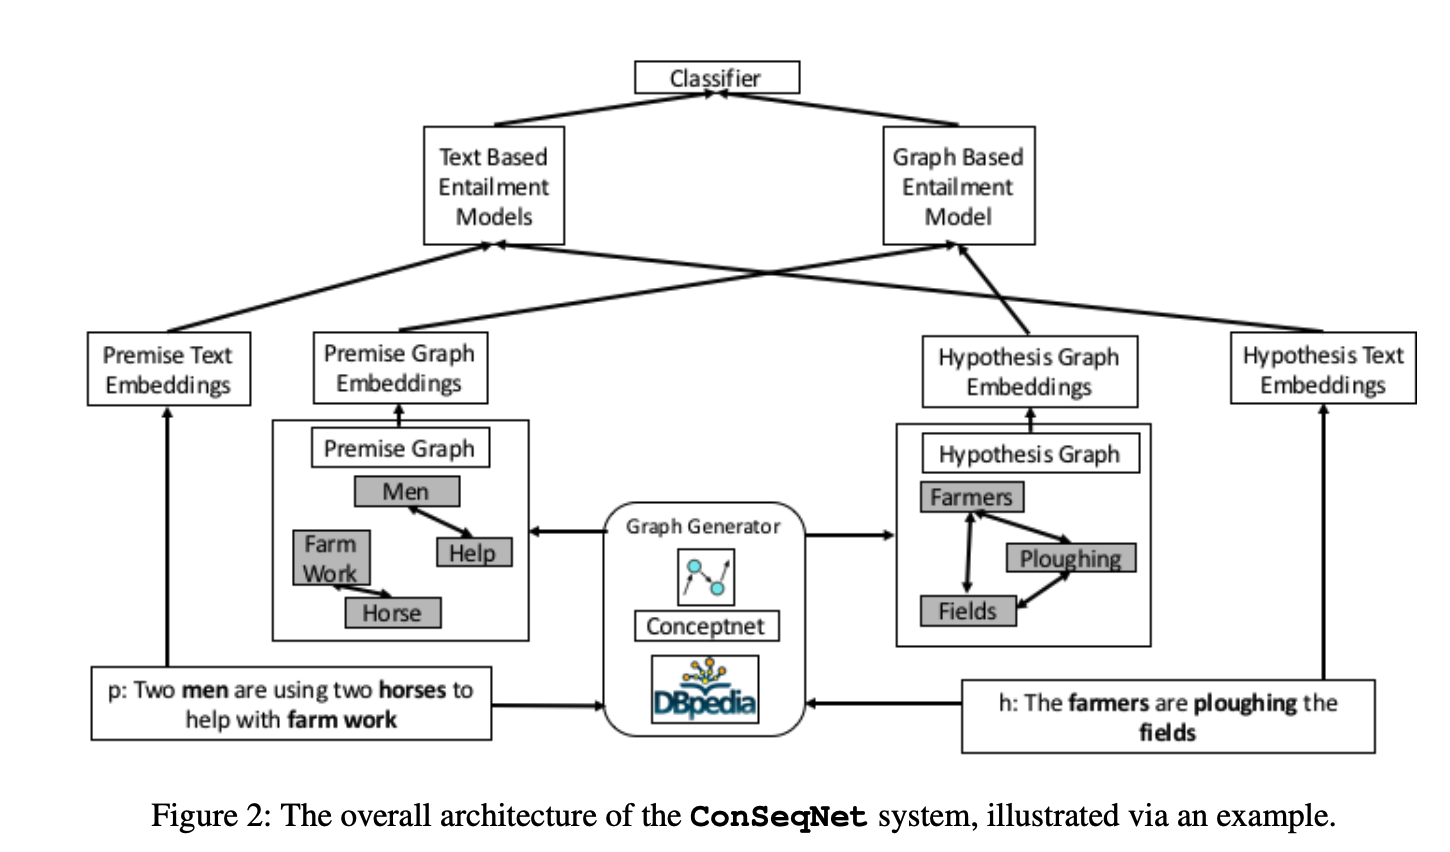 Classifier
Text Based
Entailment
Models
Graph Based
Entailment
Model
Premise Text
Embeddings
Premise Graph
Embeddings
Hypothesis Graph
Embeddings
Hypothesis Text
Embeddings
Premise Graph
Men
Help
Farm
Work
Horse
Graph Generator
Conceptnet
DBpedia
Hypothesis Graph
Farmers
Ploughing
Fields
p: Two men are using two horses to
help with farm work
h: The farmers are ploughing the
fields
Figure 2: The overall architecture of the ConSeqNet system, illustrated via an example.